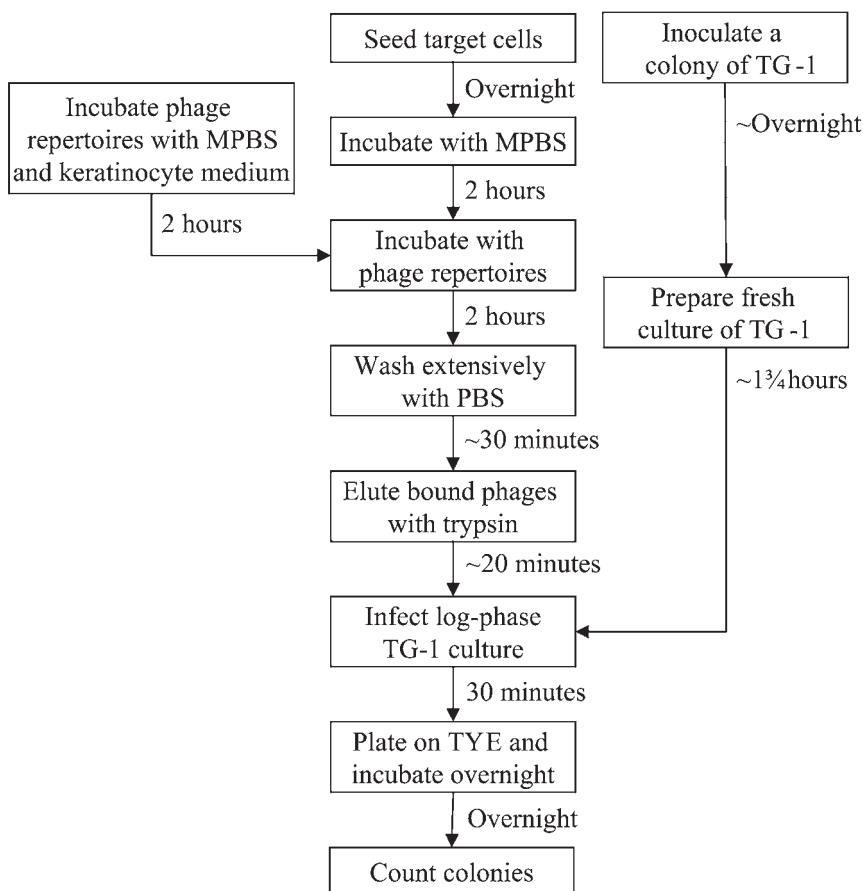 Seed target cells
Overnight
Incubate with MPBS
2 hours
Incubate phage
repertoires with MPBS
and keratinocyte medium
2 hours
Incubate with
phage repertoires
2 hours
Wash extensively
with PBS
~30 minutes
Elute bound phages
with trypsin
~20 minutes
Inoculate a
colony of TG-1
~Overnight
Prepare fresh
culture of TG-1
~1¾ hours
Infect log-phase
TG-1 culture
30 minutes
Plate on TYE and
incubate overnight
Overnight
Count colonies